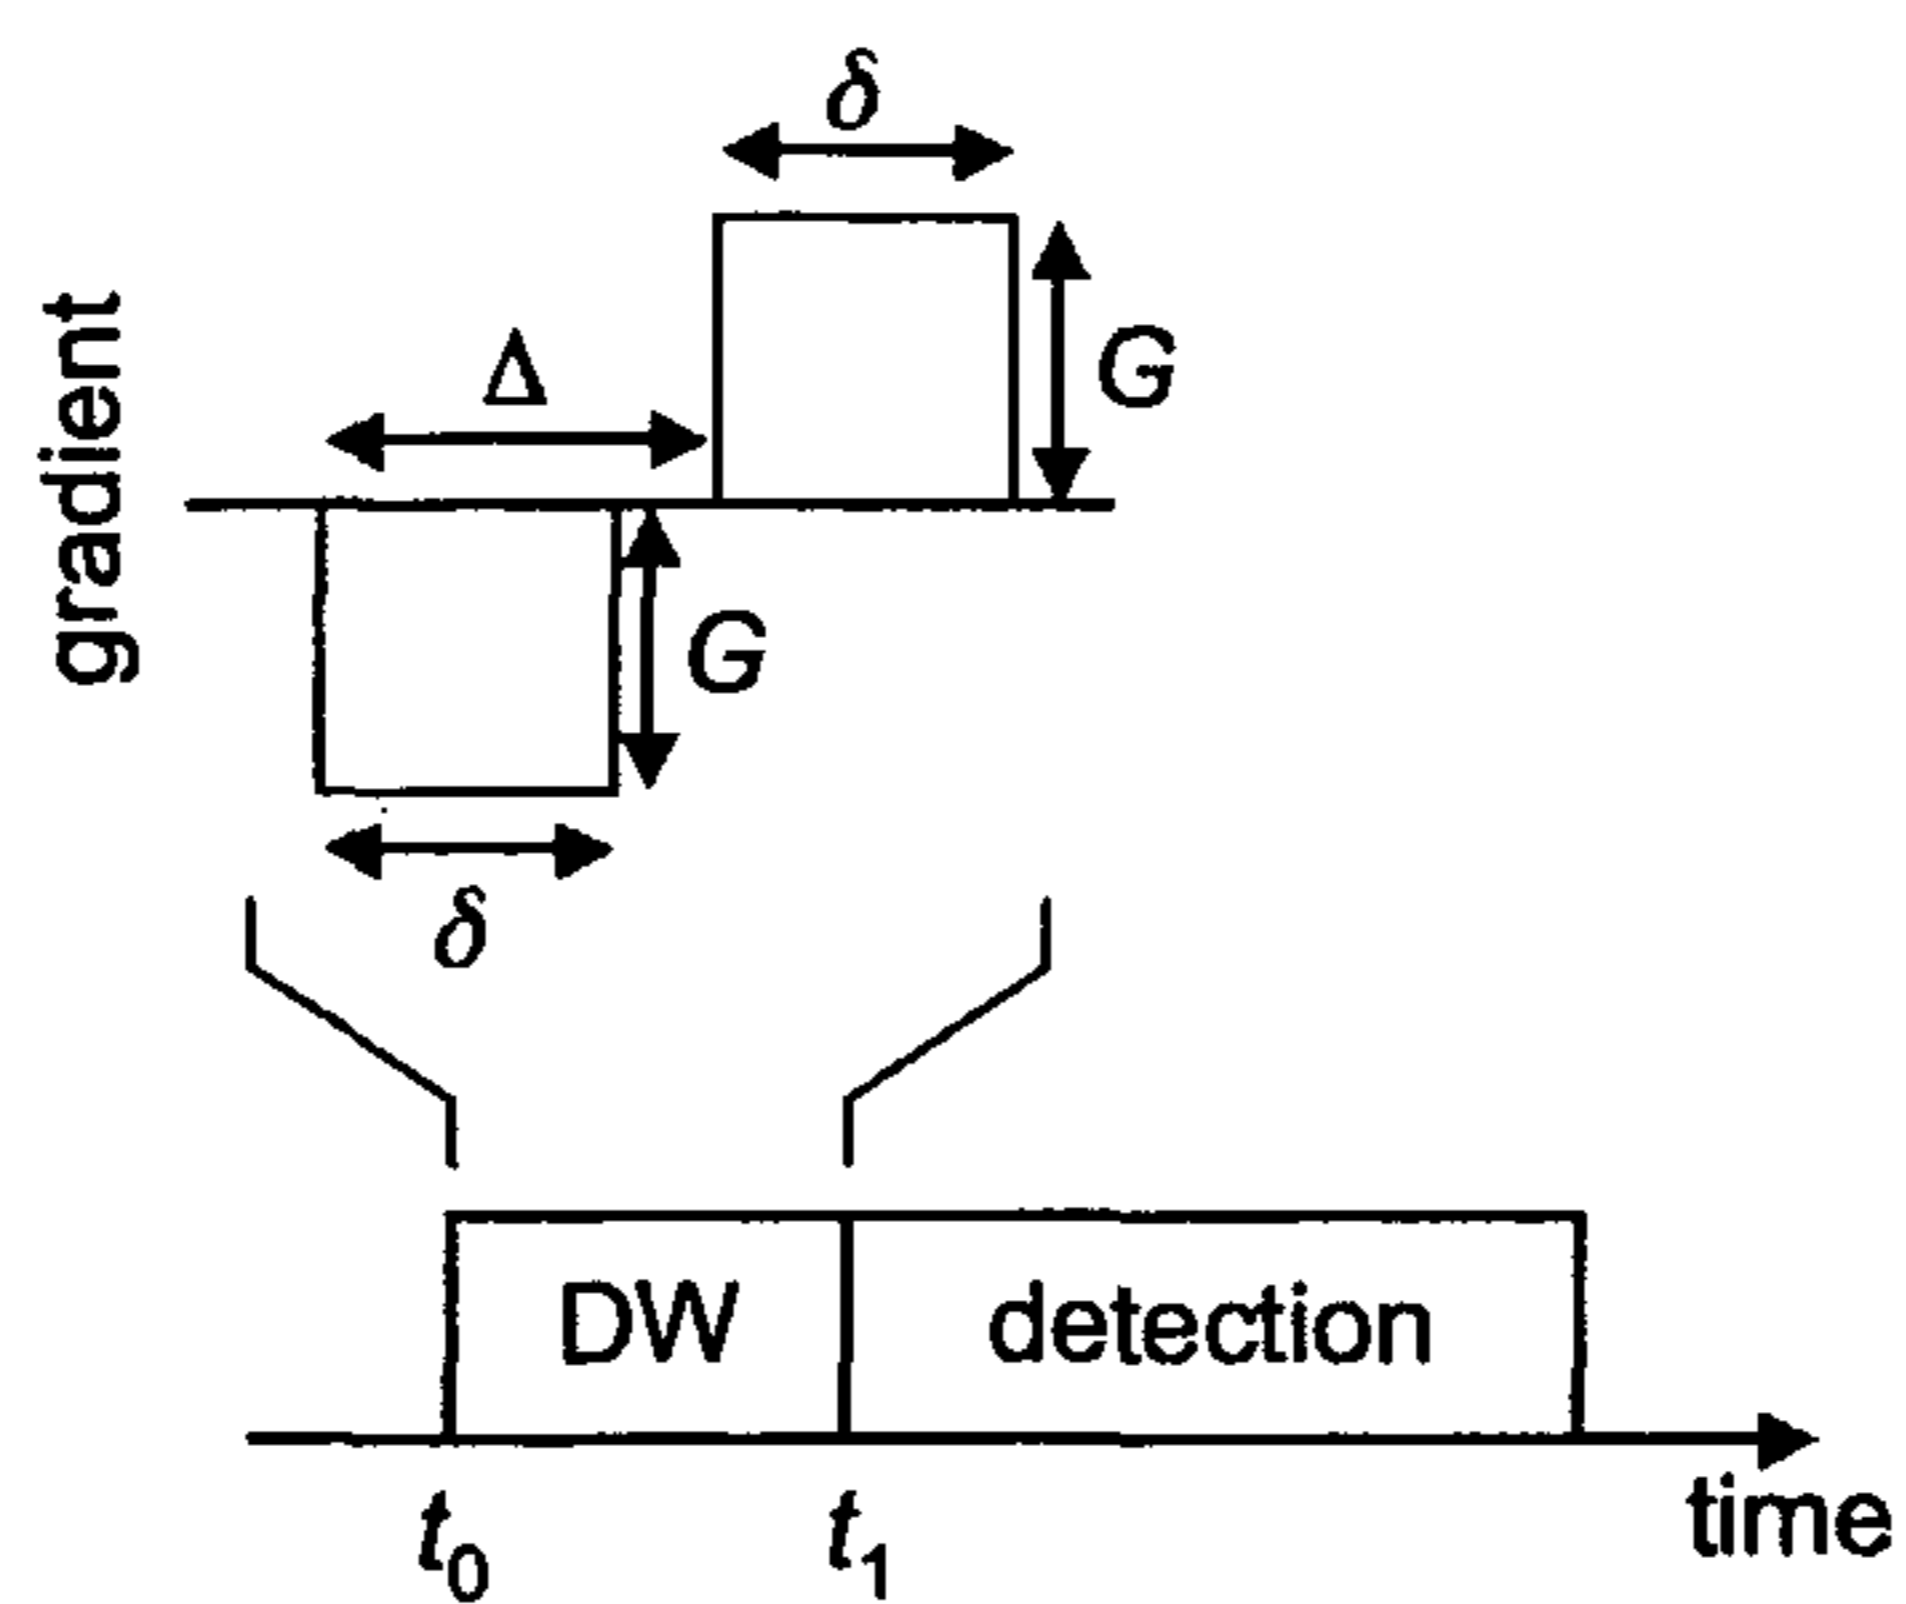 δ
gradient
Δ
G
G
δ
DW
detection
t₀
t₁
time